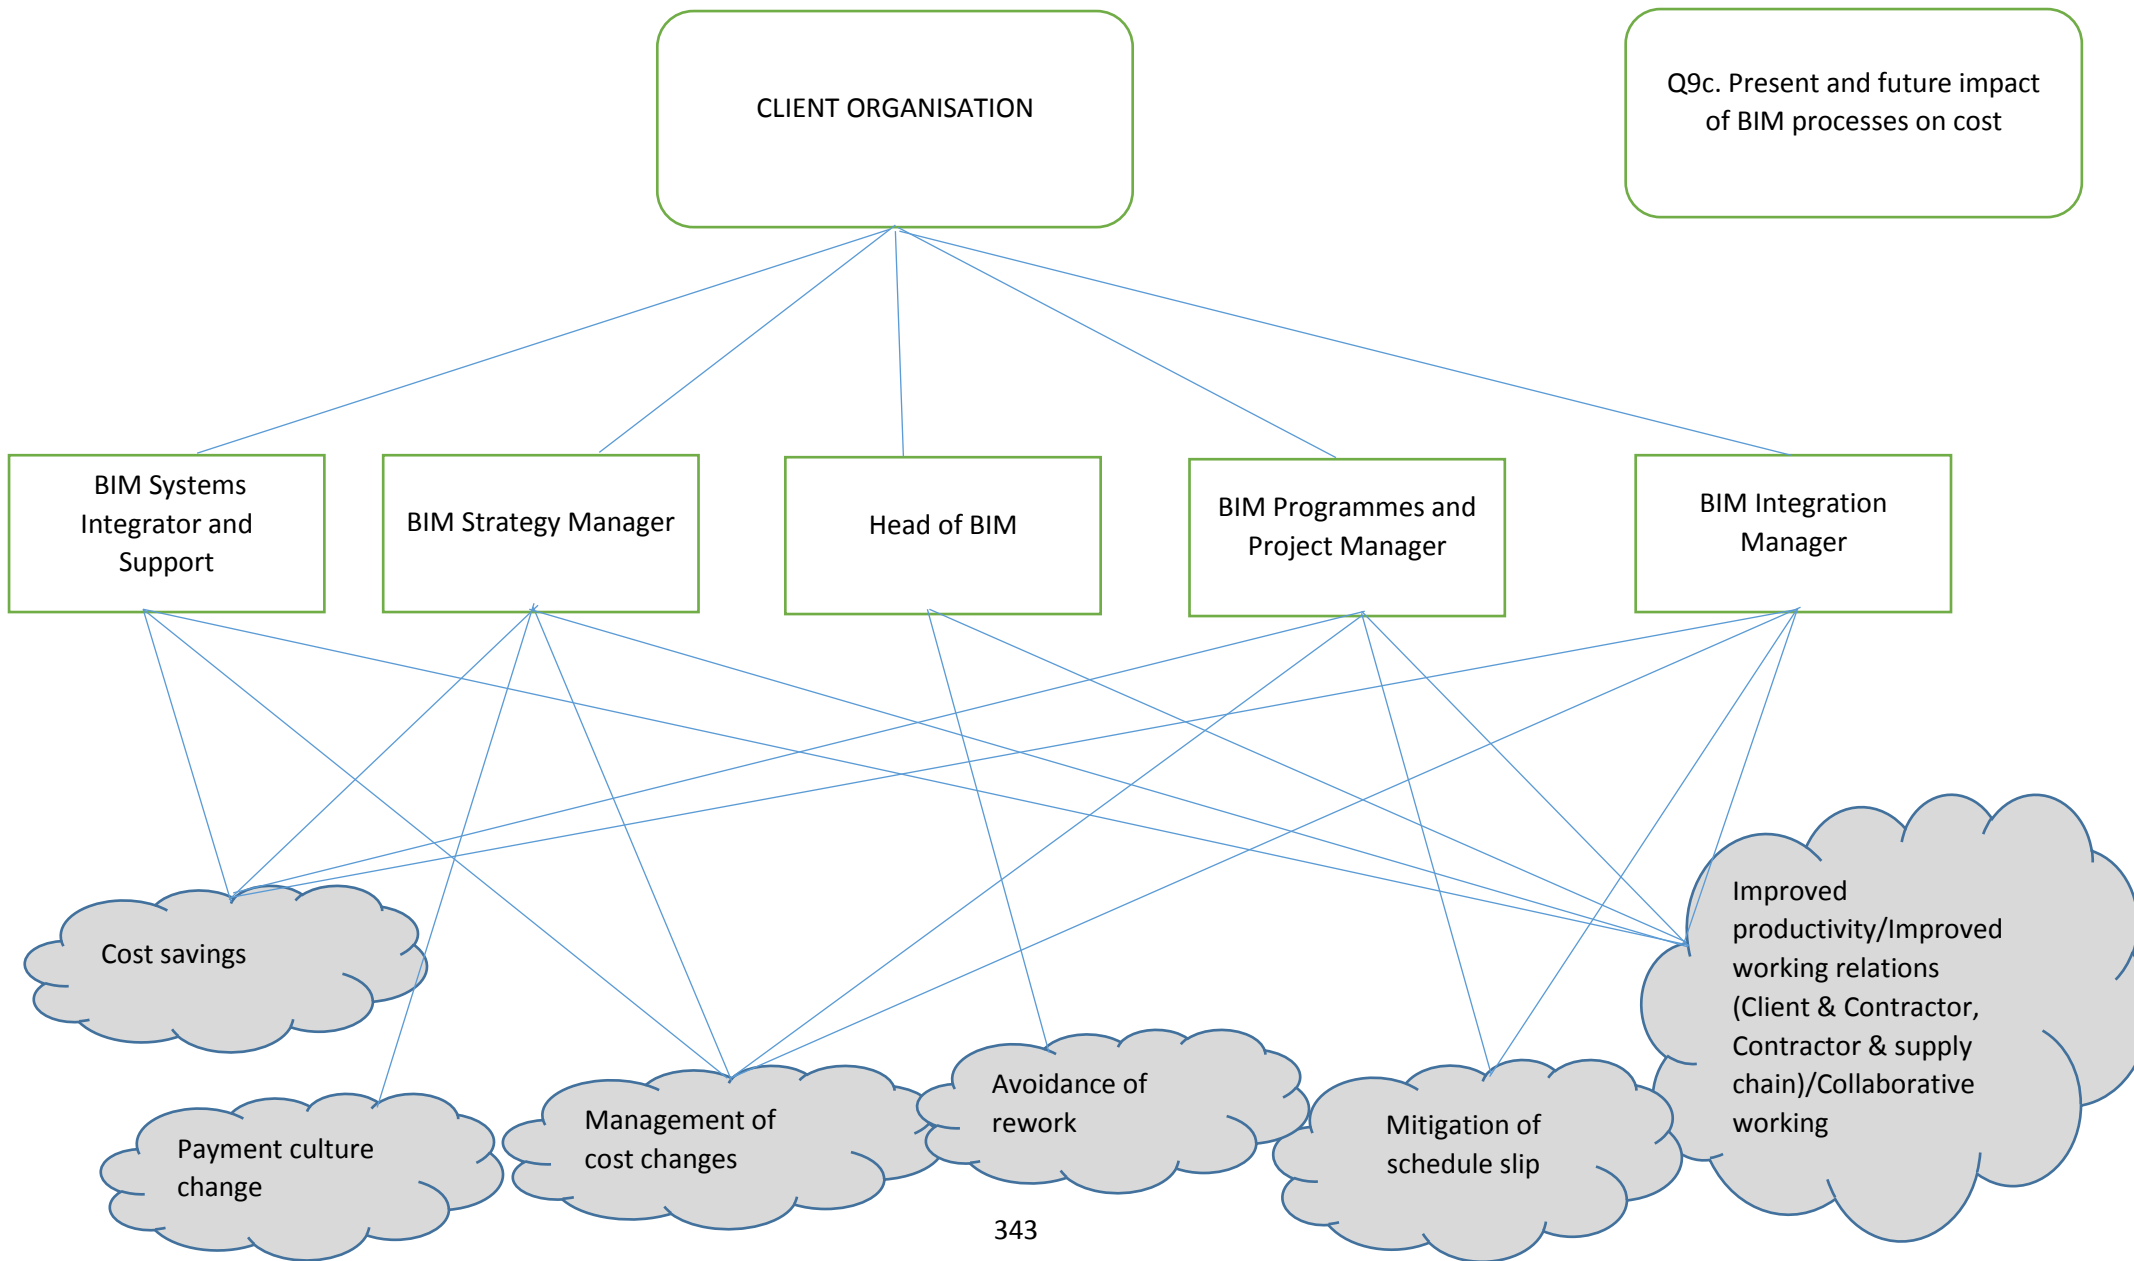 CLIENT ORGANISATION
Q9c. Present and future impact
of BIM processes on cost
BIM Systems
Integrator and
Support
BIM Strategy Manager
Head of BIM
BIM Programmes and
Project Manager
BIM Integration
Manager
Cost savings
Payment culture
change
Management of
cost changes
Avoidance of
rework
Mitigation of
schedule slip
Improved
productivity/Improved
working relations
(Client & Contractor,
Contractor & supply
chain)/Collaborative
working
343